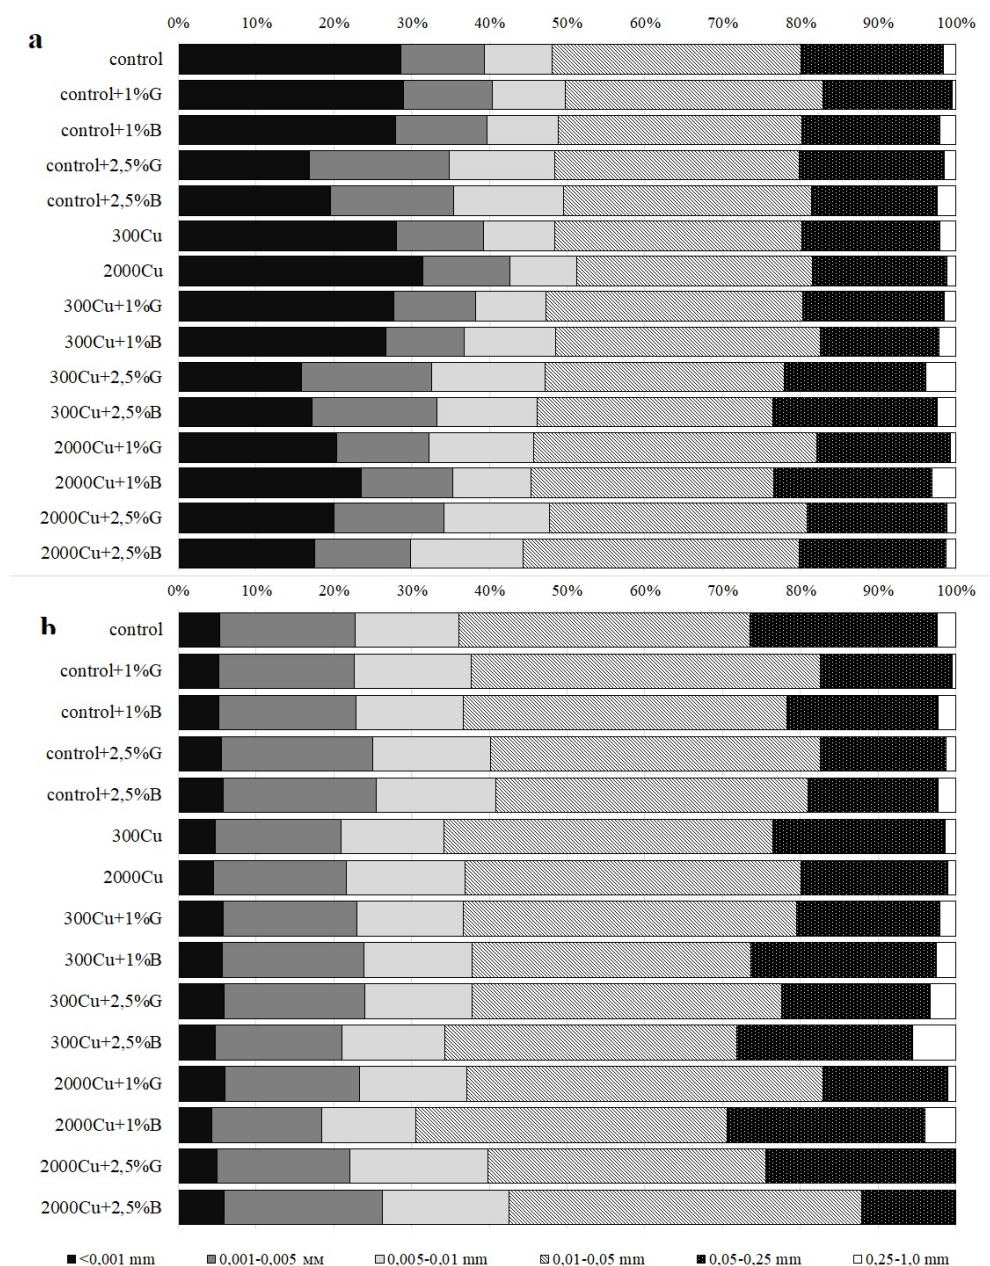 0% 10% 20% 30% 40% 50% 60% 70% 80% 90% 100%
a
control
control+1%G
control+1%B
control+2,5%G
control+2,5%B
300Cu
2000Cu
300Cu+1%G
300Cu+1%B
300Cu+2,5%G
300Cu+2,5%B
2000Cu+1%G
2000Cu+1%B
2000Cu+2,5%G
2000Cu+2,5%B
0% 10% 20% 30% 40% 50% 60% 70% 80% 90% 100%
b
control
control+1%G
control+1%B
control+2,5%G
control+2,5%B
300Cu
2000Cu
300Cu+1%G
300Cu+1%B
300Cu+2,5%G
300Cu+2,5%B
2000Cu+1%G
2000Cu+1%B
2000Cu+2,5%G
2000Cu+2,5%B
<0,001 mm 0,001-0,005 мм 0,005-0,01 mm 0,01-0,05 mm 0,05-0,25 mm 0,25-1,0 mm